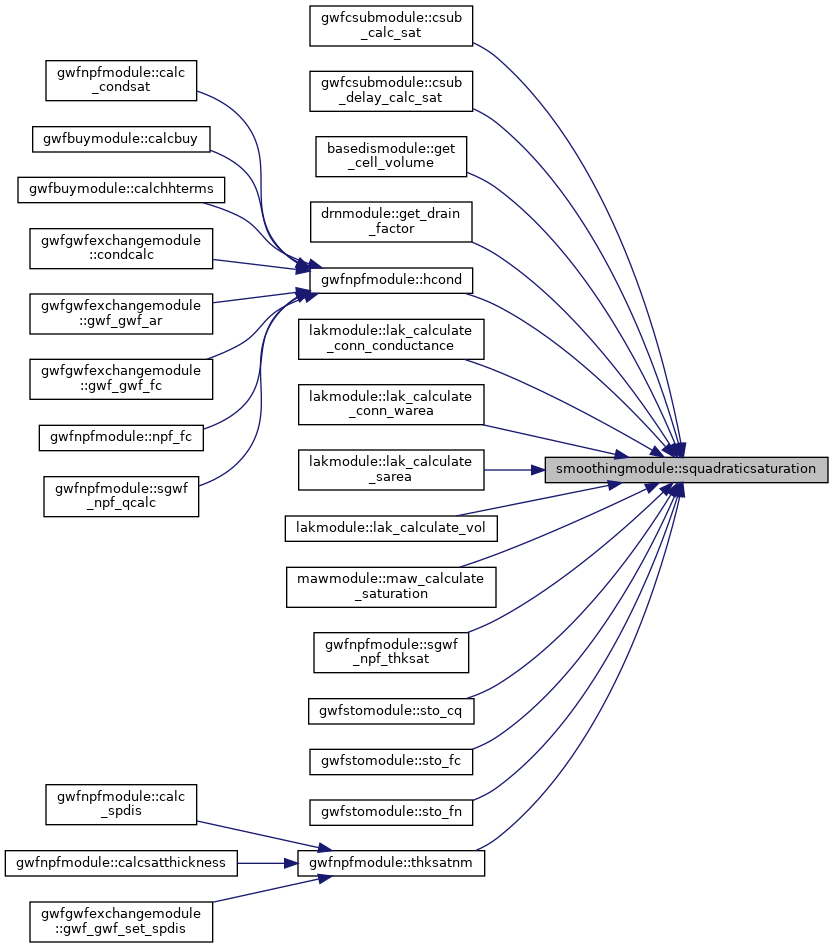 gwfcsubmodule::csub
_calc_sat
gwfcsubmodule::csub
_delay_calc_sat
basedismodule::get
_cell_volume
drnmodule::get_drain
_factor
gwfnpfmodule::hcond
lakmodule::lak_calculate
_conn_conductance
lakmodule::lak_calculate
_conn_warea
lakmodule::lak_calculate
_sarea
lakmodule::lak_calculate_vol
mawmodule::maw_calculate
_saturation
gwfnpfmodule::sgwf
_npf_thksat
gwfstomodule::sto_cq
gwfstomodule::sto_fc
gwfstomodule::sto_fn
gwfnpfmodule::thksatnm
gwfnpfmodule::calc
_condsat
gwfbuymodule::calcbuy
gwfbuymodule::calchhterms
gwfgwfexchangemodule
::condcalc
gwfgwfexchangemodule
::gwf_gwf_ar
gwfgwfexchangemodule
::gwf_gwf_fc
gwfnpfmodule::npf_fc
gwfnpfmodule::sgwf
_npf_qcalc
gwfnpfmodule::calc
_spdis
gwfnpfmodule::calcsatthickness
gwfgwfexchangemodule
::gwf_gwf_set_spdis
smoothingmodule::squadraticsaturation